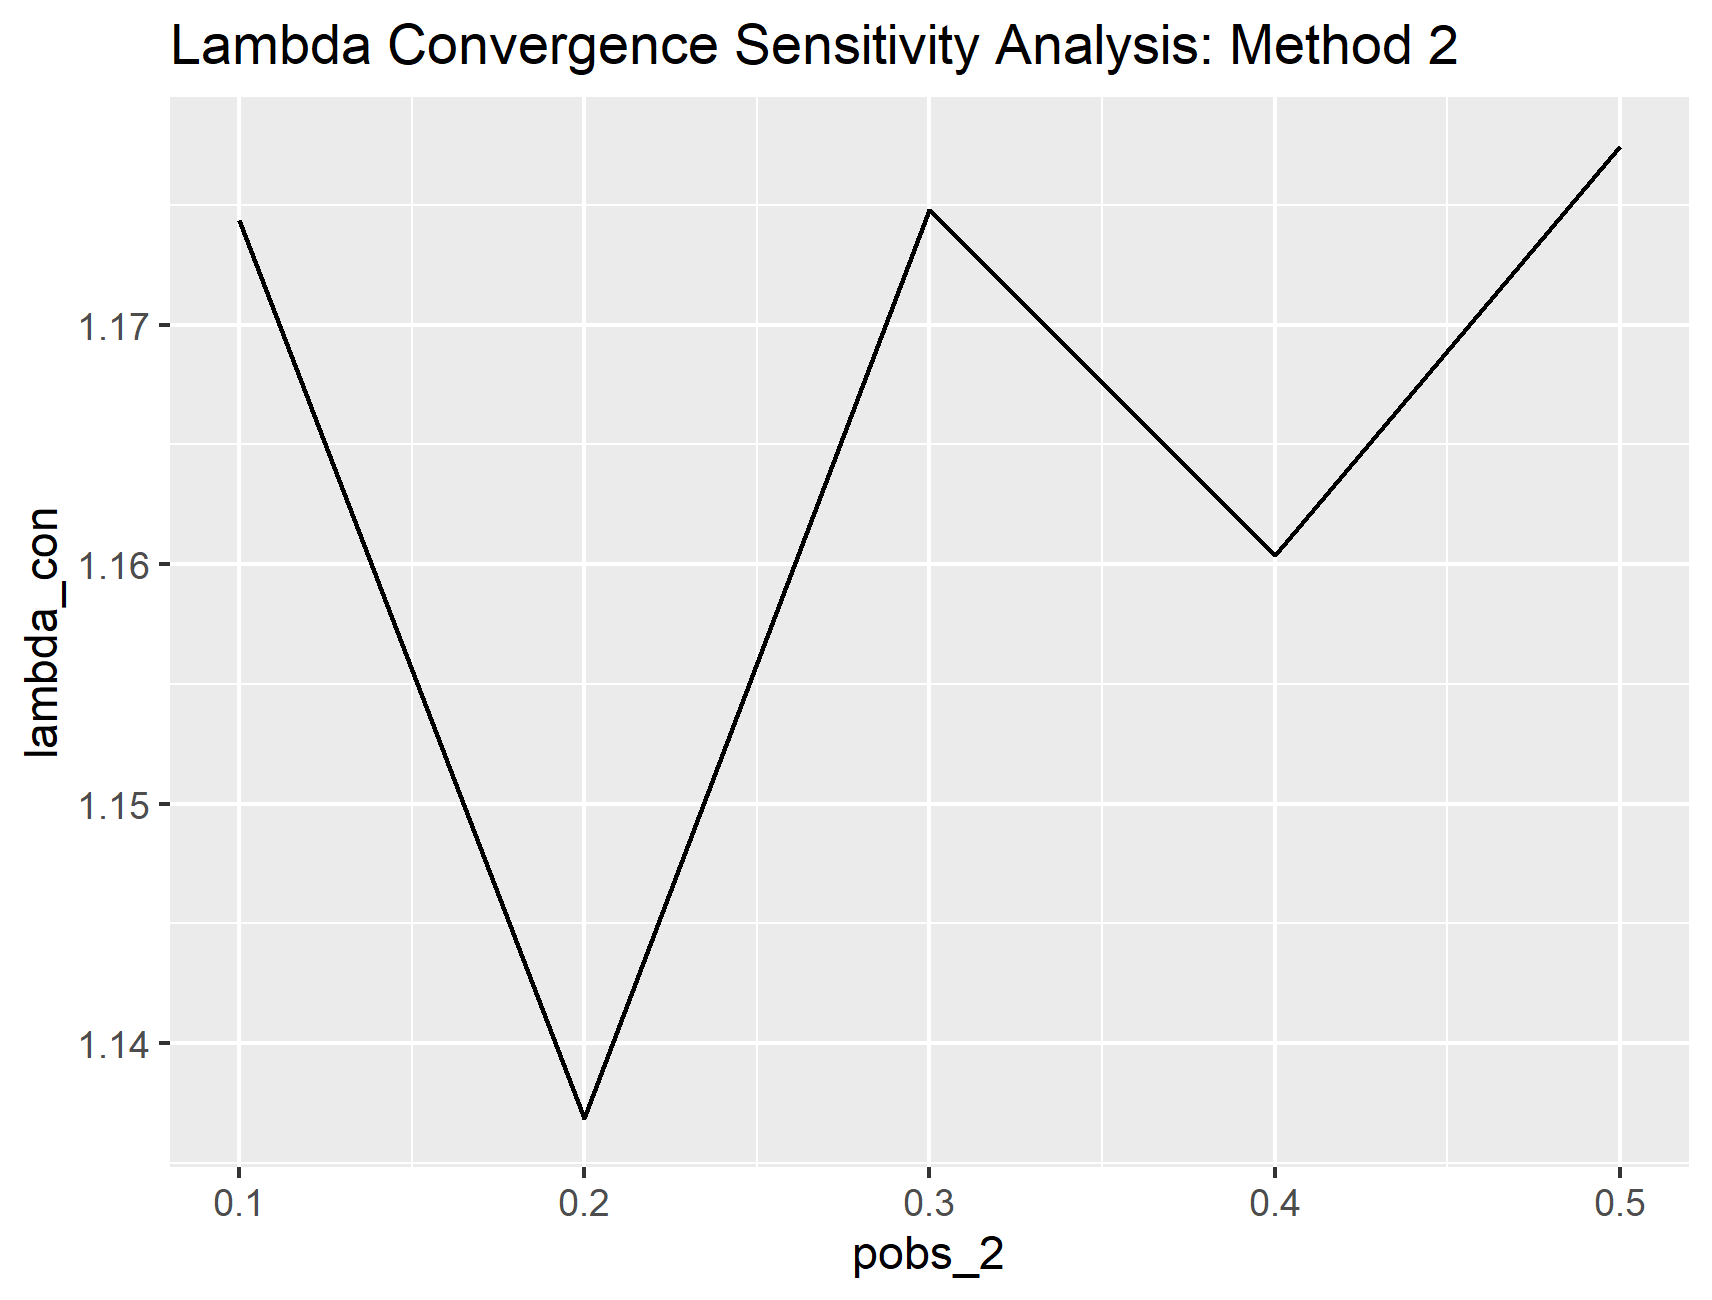 Lambda Convergence Sensitivity Analysis: Method 2
lambda_con
1.17
1.16
1.15
1.14
0.1 0.2 0.3 0.4 0.5
pobs_2